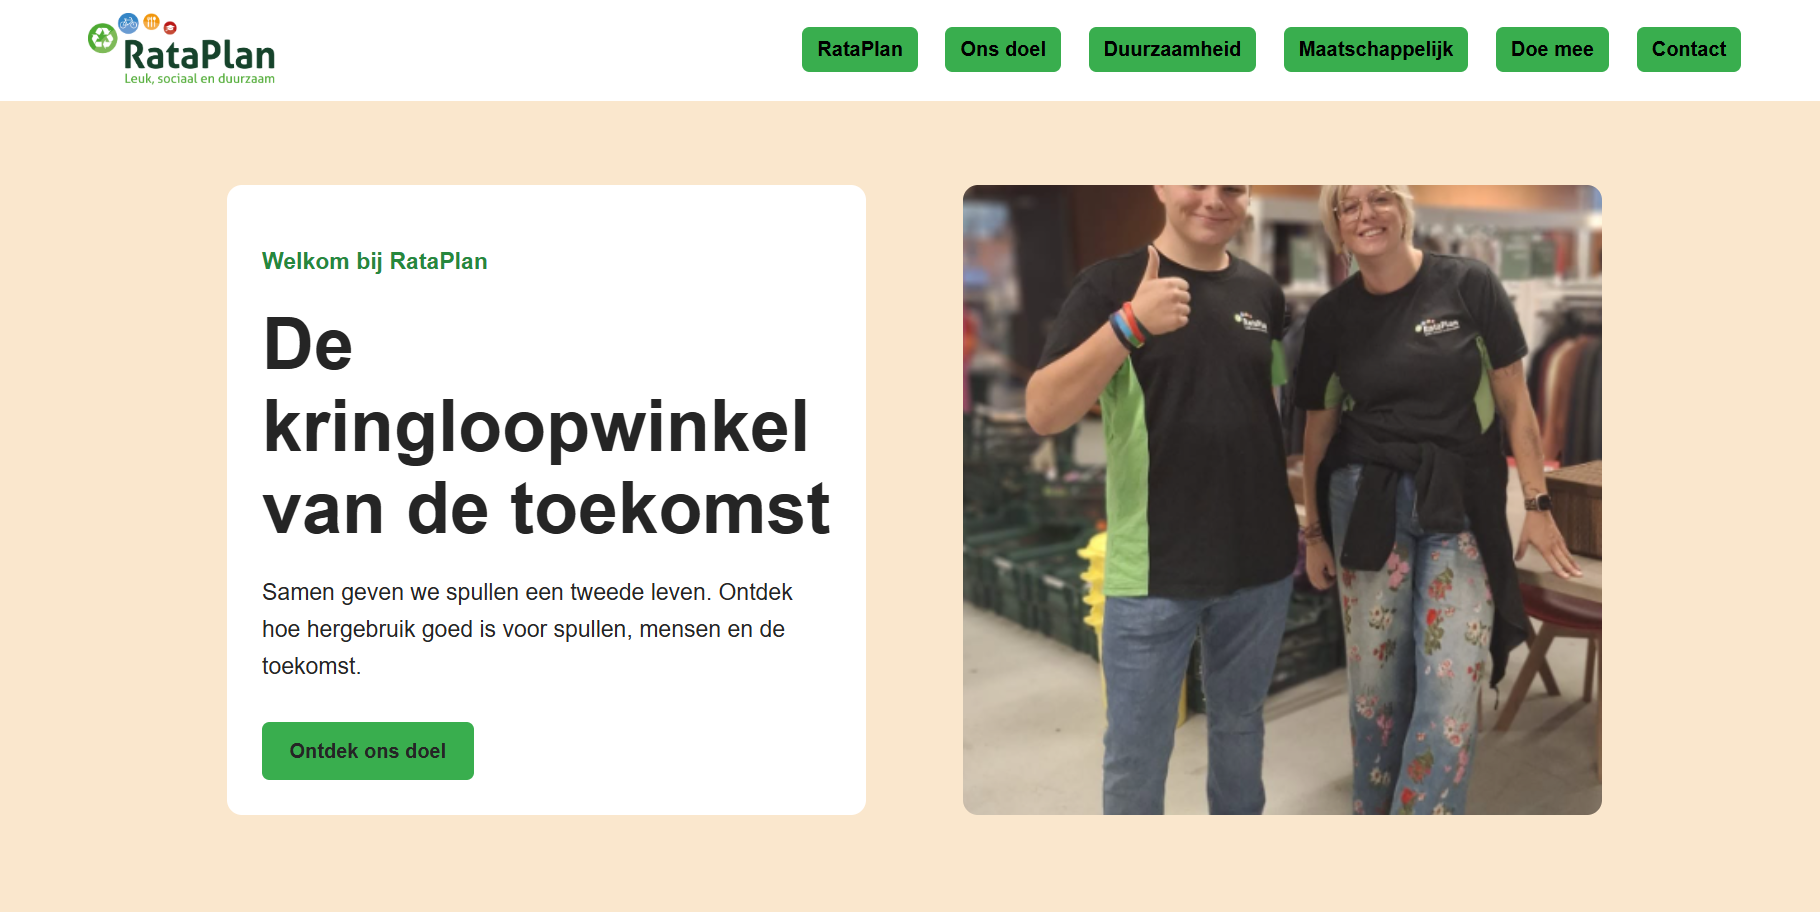 RataPlan
Leuk, sociaal en duurzaam
RataPlan
Ons doel
Duurzaamheid
Maatschappelijk
Doe mee
Contact
Welkom bij RataPlan
De
kringloopwinkel
van de toekomst
Samen geven we spullen een tweede leven. Ontdek
hoe hergebruik goed is voor spullen, mensen en de
toekomst.
Ontdek ons doel
RataPlan
RataPlan